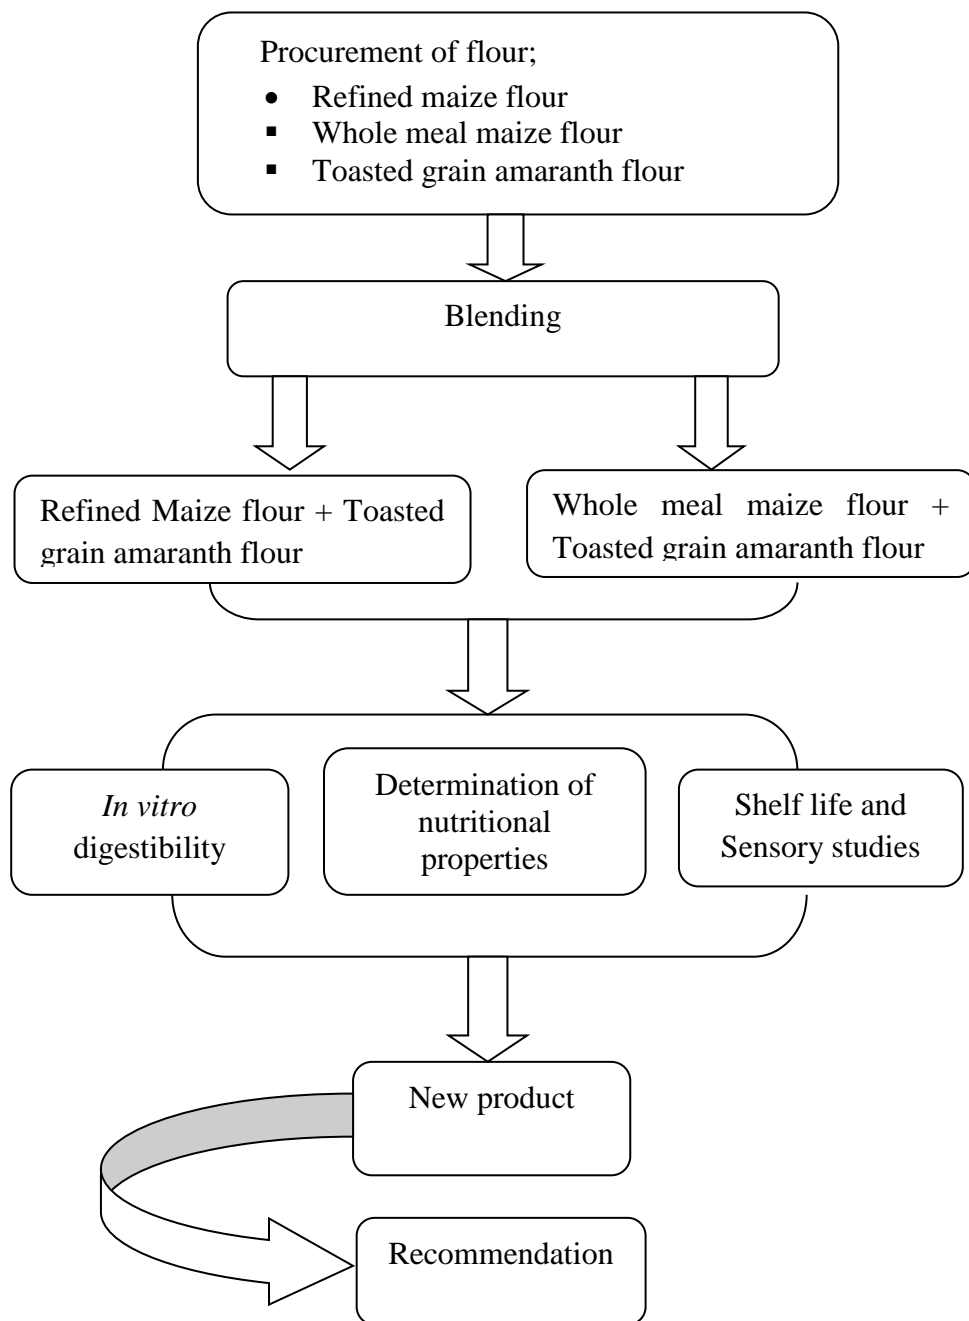 Procurement of flour;
● Refined maize flour
▪ Whole meal maize flour
▪ Toasted grain amaranth flour
Blending
Refined Maize flour + Toasted
grain amaranth flour
Whole meal maize flour +
Toasted grain amaranth flour
In vitro
digestibility
Determination of
nutritional
properties
Shelf life and
Sensory studies
New product
Recommendation